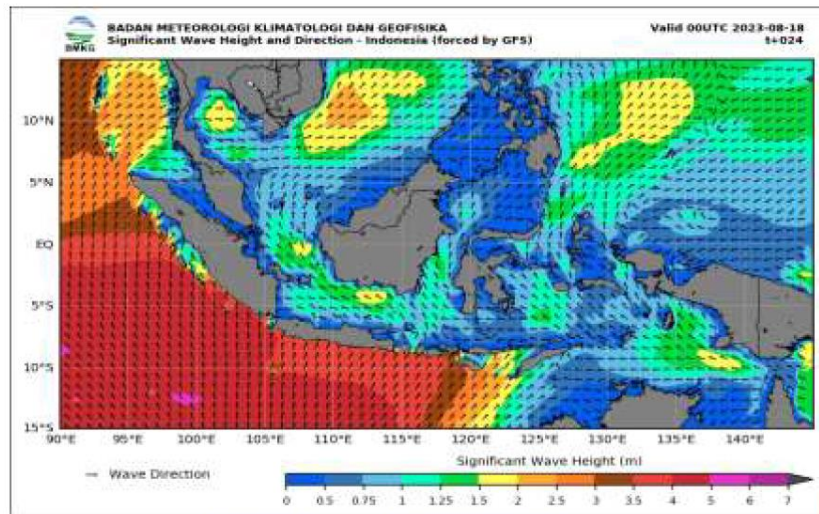 BMKG
BADAN METEOROLOGI KLIMATOLOGI DAN GEOFISIKA
Significant Wave Height and Direction - Indonesia (forced by GFS)
Valid 00UTC 2023-08-18
t+024
10°N
5°N
EQ
5°S
10°S
15°S
90°E 95°E 100°E 105°E 110°E 115°E 120°E 125°E 130°E 135°E 140°E
→ Wave Direction
Significant Wave Height (m)
0 0.5 0.75 1 1.25 1.5 2 2.5 3 3.5 4 5 6 7